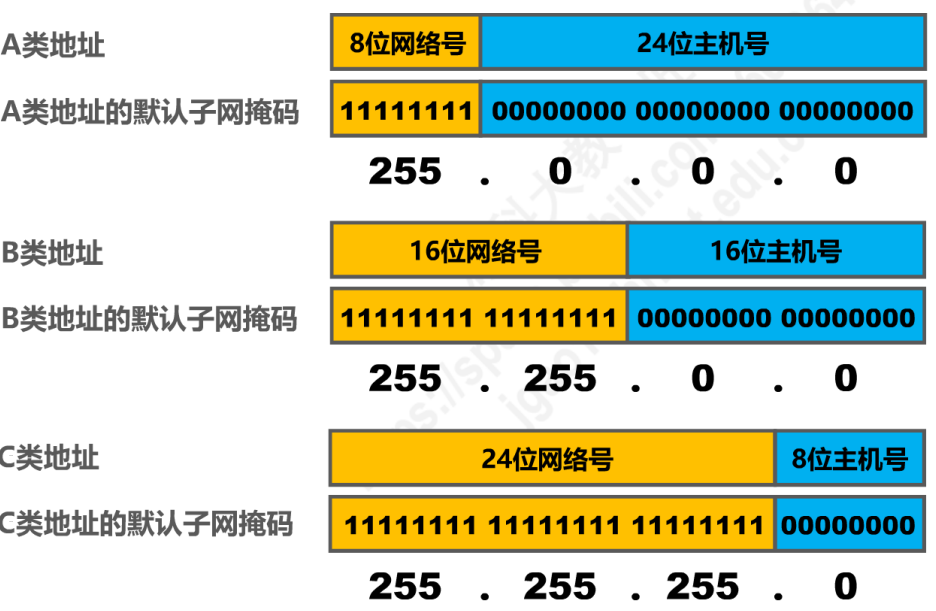 A类地址 8位网络号 24位主机号
A类地址的默认子网掩码 11111111 00000000 00000000 00000000
255 . 0 . 0 . 0
B类地址 16位网络号 16位主机号
B类地址的默认子网掩码 11111111 11111111 00000000 00000000
255 . 255 . 0 . 0
C类地址 24位网络号 8位主机号
C类地址的默认子网掩码 11111111 11111111 11111111 00000000
255 . 255 . 255 . 0